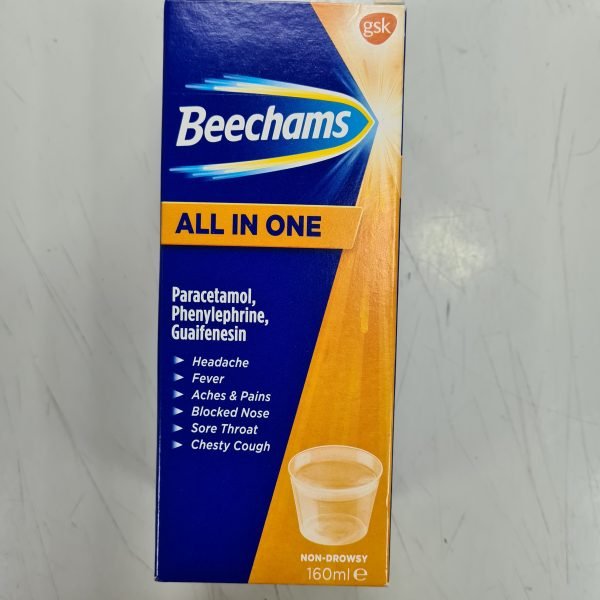 gsk
Beechams
ALL IN ONE
Paracetamol,
Phenylephrine,
Guaifenesin
Headache
Fever
Aches & Pains
Blocked Nose
Sore Throat
Chesty Cough
NON-DROWSY
160ml ℮